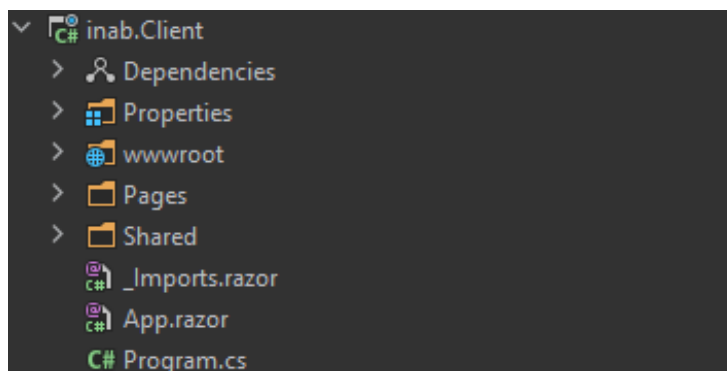 inab.Client
Dependencies
Properties
wwwroot
Pages
Shared
_Imports.razor
App.razor
C# Program.cs